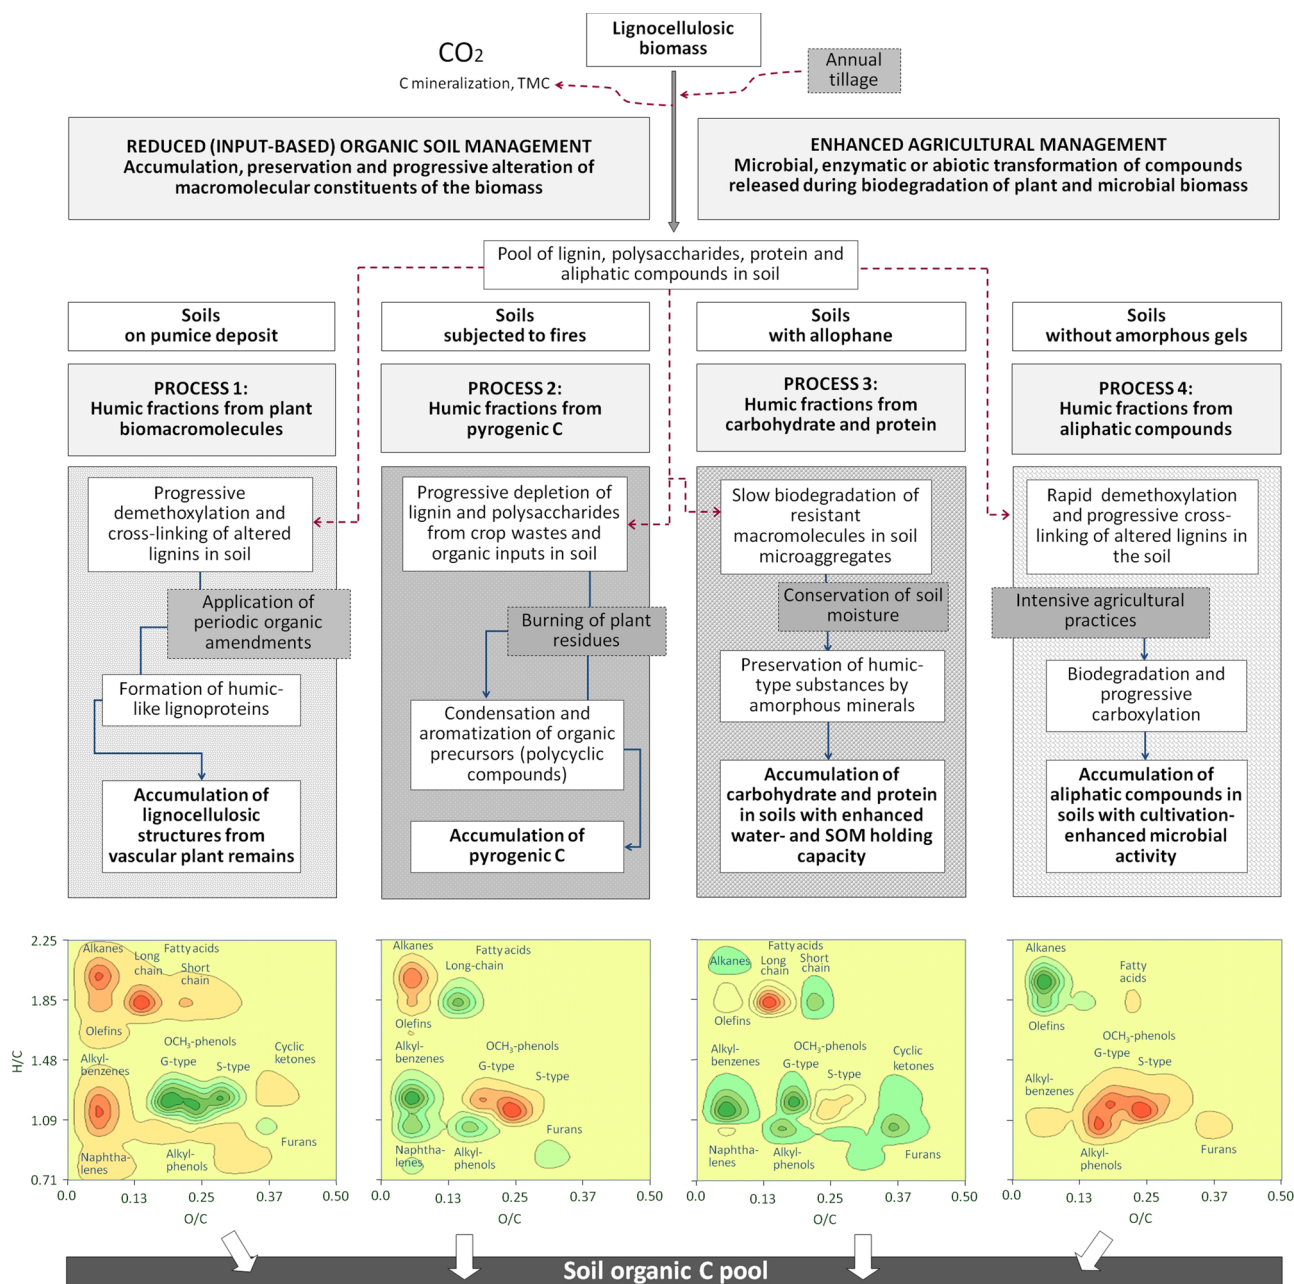 Lignocellulosic
biomass
CO2
C mineralization, TMC
Annual
tillage
REDUCED (INPUT-BASED) ORGANIC SOIL MANAGEMENT
Accumulation, preservation and progressive alteration of
macromolecular constituents of the biomass
ENHANCED AGRICULTURAL MANAGEMENT
Microbial, enzymatic or abiotic transformation of compounds
released during biodegradation of plant and microbial biomass
Pool of lignin, polysaccharides, protein and
aliphatic compounds in soil
Soils
on pumice deposit
Soils
subjected to fires
Soils
with allophane
Soils
without amorphous gels
PROCESS 1:
Humic fractions from plant
biomacromolecules
PROCESS 2:
Humic fractions from
pyrogenic C
PROCESS 3:
Humic fractions from
carbohydrate and protein
PROCESS 4:
Humic fractions from
aliphatic compounds
Progressive
demethoxylation and
cross-linking of altered
lignins in soil
Application of
periodic organic
amendments
Formation of humic-
like lignoproteins
Accumulation of
lignocellulosic
structures from
vascular plant remains
Progressive depletion of
lignin and polysaccharides
from crop wastes and
organic inputs in soil
Burning of plant
residues
Condensation and
aromatization of organic
precursors (polycyclic
compounds)
Accumulation of
pyrogenic C
Slow biodegradation of
resistant
macromolecules in soil
microaggregates
Conservation of soil
moisture
Preservation of humic-
type substances by
amorphous minerals
Accumulation of
carbohydrate and protein
in soils with enhanced
water- and SOM holding
capacity
Rapid demethoxylation
and progressive cross-
linking of altered lignins in
the soil
Intensive agricultural
practices
Biodegradation and
progressive
carboxylation
Accumulation of
aliphatic compounds in
soils with cultivation-
enhanced microbial
activity
H/C
2.25
1.85
1.48
1.09
0.71
Alkanes
Fatty acids
Long
chain
Short
chain
Olefins
OCH3-phenols
Alkyl-
benzenes
G-type
S-type
Cyclic
ketones
Furans
Naphtha-
lenes
Alkyl-
phenols
0.0 0.13 0.25 0.37 0.50
O/C
Alkanes
Fatty acids
Long-chain
Olefins
Alkyl-
benzenes
OCH3-phenols
G-type
S-type
Furans
Naphtha-
lenes
Alkyl-
phenols
0.0 0.13 0.25 0.37 0.50
O/C
Fatty acids
Alkanes
Long
chain
Short
chain
Olefins
Alkyl-
benzenes
OCH3-phenols
G-type
S-type
Cyclic
ketones
Naphtha-
lenes
Alkyl-
phenols
Furans
0.0 0.13 0.25 0.37 0.50
O/C
Alkanes
Fatty
acids
Olefins
OCH3-phenols
G-type
S-type
Alkyl-
benzenes
Alkyl-
phenols
Furans
0.0 0.13 0.25 0.37 0.50
O/C
Soil organic C pool